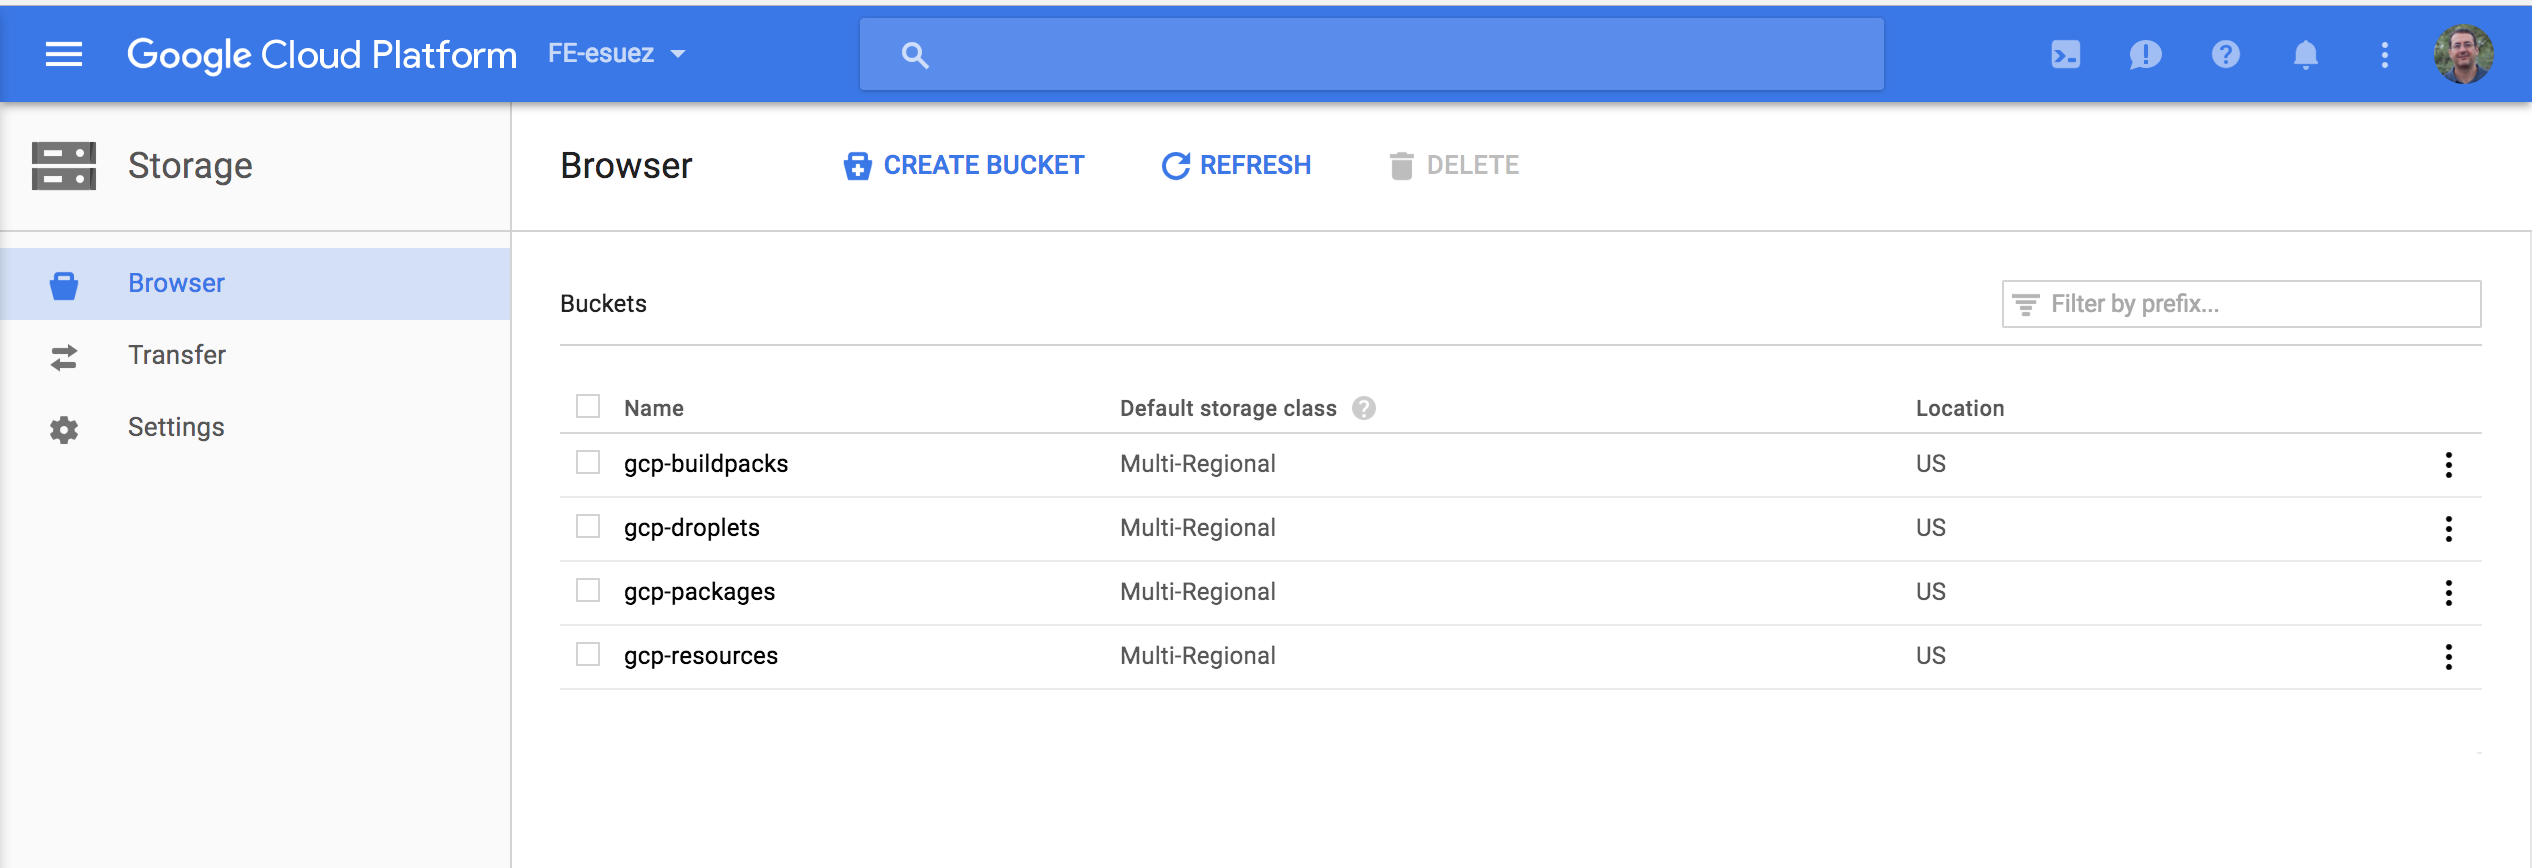 Google Cloud Platform FE-esuez
Storage
Browser CREATE BUCKET REFRESH DELETE
Browser
Transfer
Settings
Buckets Filter by prefix...
Name Default storage class Location
gcp-buildpacks Multi-Regional US
gcp-droplets Multi-Regional US
gcp-packages Multi-Regional US
gcp-resources Multi-Regional US